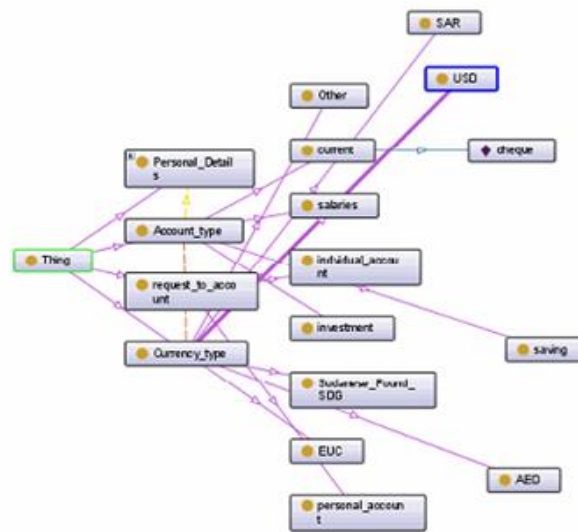 SAR
USD
Other
current
cheque
Personal_Detail
s
salaries
Account_type
Thing
indvidual_accou
nt
request_to_acco
unt
investment
saving
Currency_type
Sudanese_Pound_
SDG
EUC
AED
personal_accoun
t